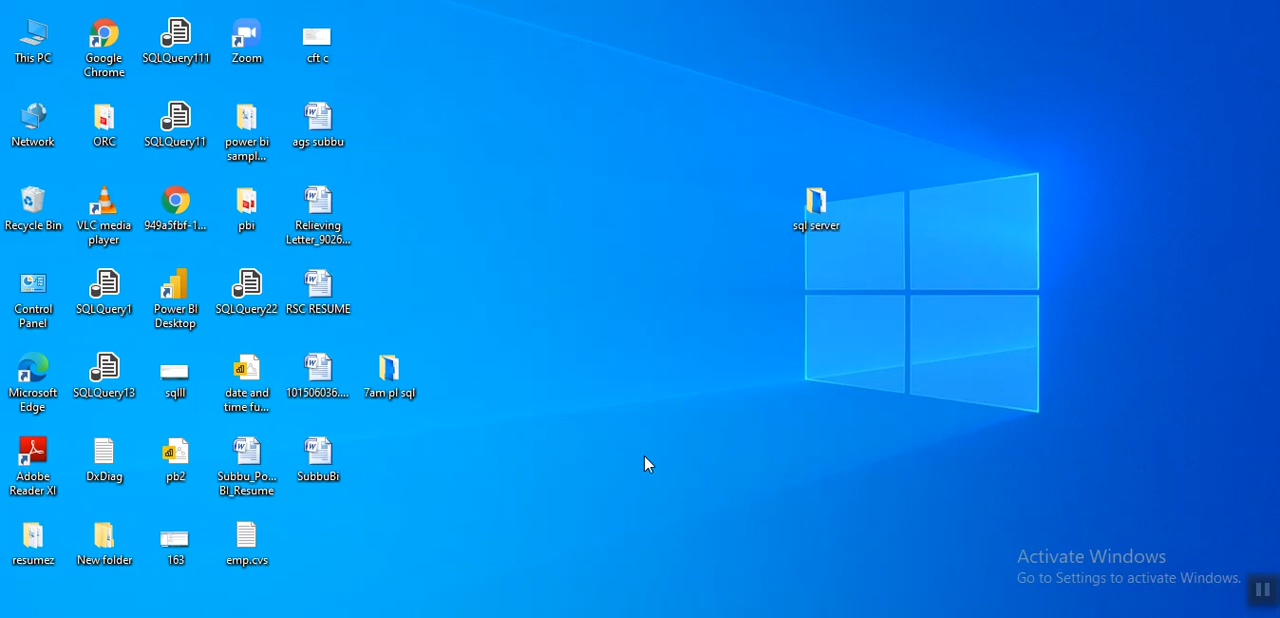 This PC
Google
Chrome
SQLQuery111
Zoom
cft c
Network
ORC
SQLQuery11
power bi
sampl...
ags subbu
Recycle Bin
VLC media
player
949a5fbf-1...
pbi
Relieving
Letter_9026...
sql server
Control
Panel
SQLQuery1
Power BI
Desktop
SQLQuery22
RSC RESUME
Microsoft
Edge
SQLQuery13
sqlll
date and
time fu...
101506036....
7am pl sql
Adobe
Reader XI
DxDiag
pb2
Subbu_Po...
BI_Resume
SubbuBi
resumez
New folder
163
emp.cvs
Activate Windows
Go to Settings to activate Windows.